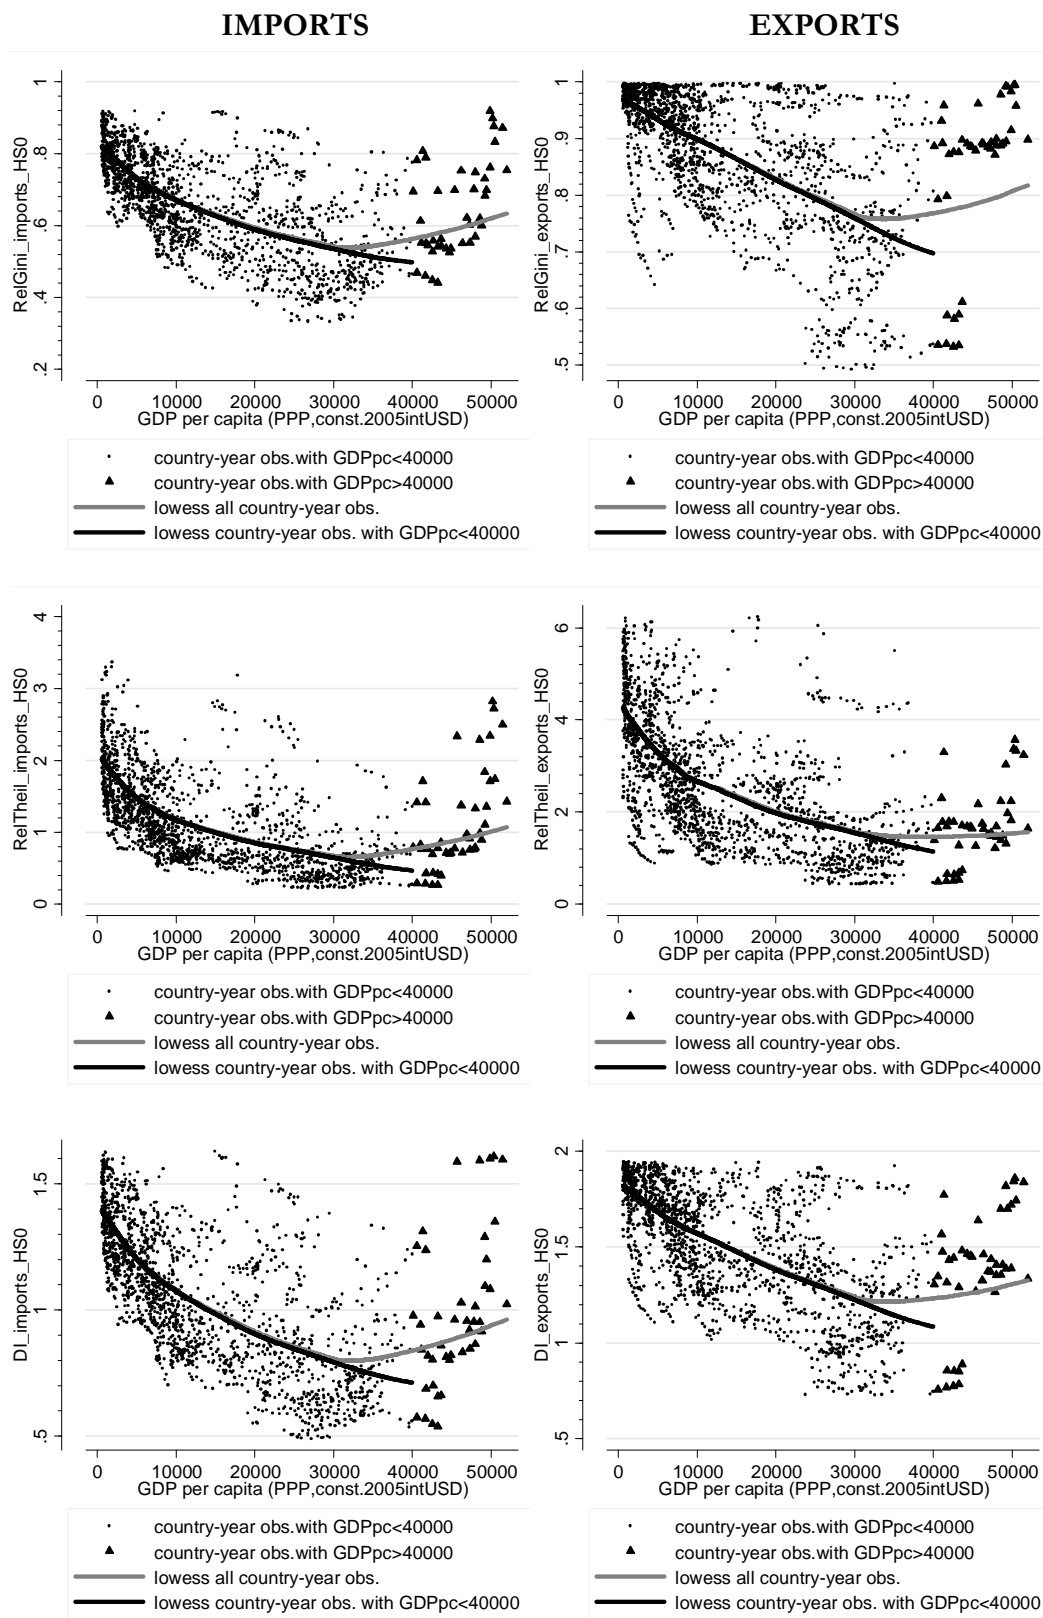 IMPORTS EXPORTS
RelGini_imports_HS0
1
.8
.6
.4
.2
0 10000 20000 30000 40000 50000
GDP per capita (PPP,const.2005intUSD)
country-year obs.with GDPpc<40000
country-year obs.with GDPpc>40000
lowess all country-year obs.
lowess country-year obs. with GDPpc<40000
RelGini_exports_HS0
1
.9
.8
.7
.6
.5
0 10000 20000 30000 40000 50000
GDP per capita (PPP,const.2005intUSD)
country-year obs.with GDPpc<40000
country-year obs.with GDPpc>40000
lowess all country-year obs.
lowess country-year obs. with GDPpc<40000
RelTheil_imports_HS0
4
3
2
1
0
0 10000 20000 30000 40000 50000
GDP per capita (PPP,const.2005intUSD)
country-year obs.with GDPpc<40000
country-year obs.with GDPpc>40000
lowess all country-year obs.
lowess country-year obs. with GDPpc<40000
RelTheil_exports_HS0
6
4
2
0
0 10000 20000 30000 40000 50000
GDP per capita (PPP,const.2005intUSD)
country-year obs.with GDPpc<40000
country-year obs.with GDPpc>40000
lowess all country-year obs.
lowess country-year obs. with GDPpc<40000
DI_imports_HS0
1.5
1
.5
0 10000 20000 30000 40000 50000
GDP per capita (PPP,const.2005intUSD)
country-year obs.with GDPpc<40000
country-year obs.with GDPpc>40000
lowess all country-year obs.
lowess country-year obs. with GDPpc<40000
DI_exports_HS0
2
1.5
1
.5
0 10000 20000 30000 40000 50000
GDP per capita (PPP,const.2005intUSD)
country-year obs.with GDPpc<40000
country-year obs.with GDPpc>40000
lowess all country-year obs.
lowess country-year obs. with GDPpc<40000